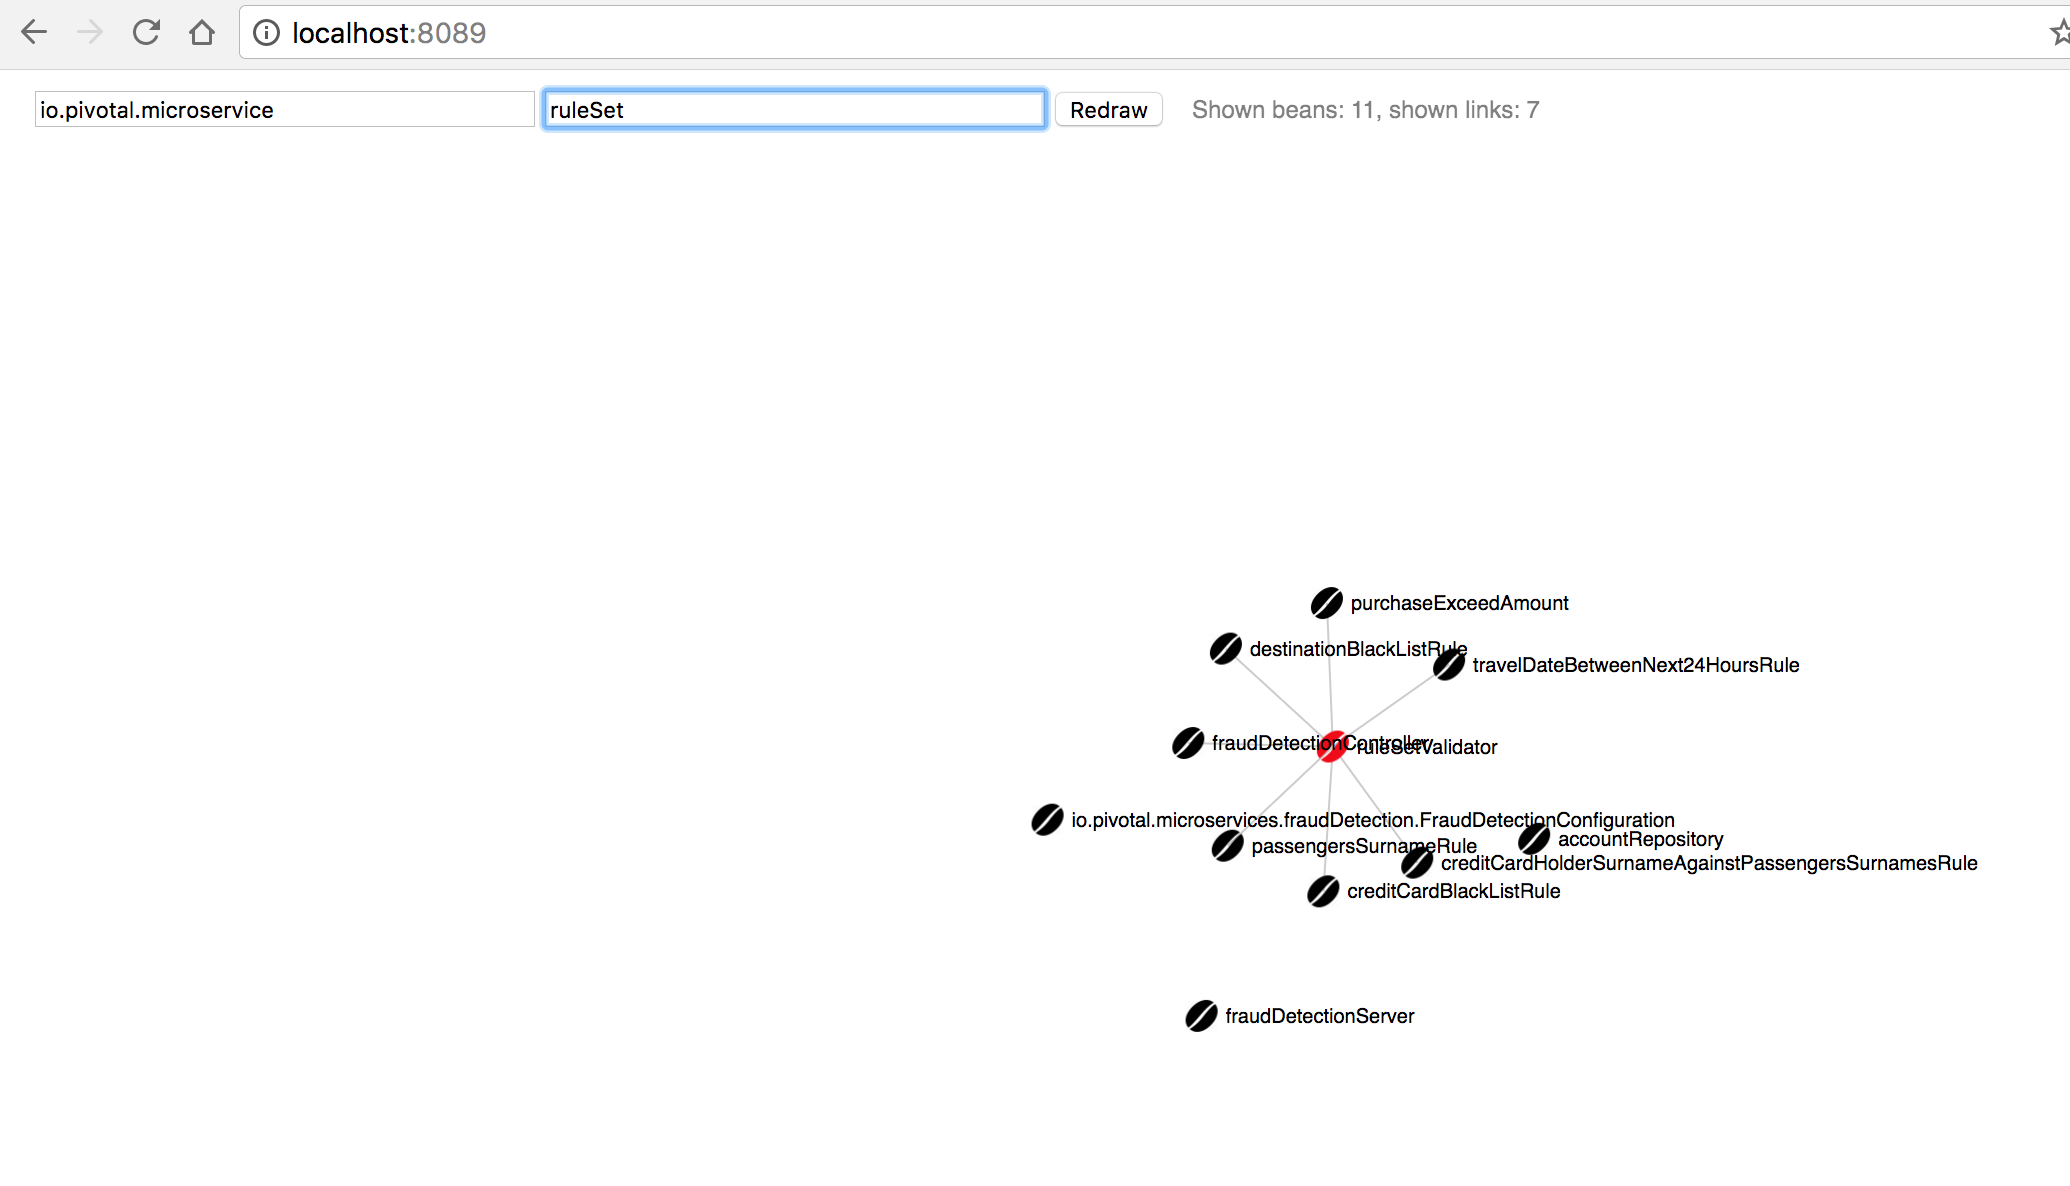 localhost:8089
io.pivotal.microservice
ruleSet
Redraw
Shown beans: 11, shown links: 7
purchaseExceedAmount
destinationBlackListRule
travelDateBetweenNext24HoursRule
fraudDetectionController
ruleSetValidator
io.pivotal.microservices.fraudDetection.FraudDetectionConfiguration
accountRepository
passengersSurnameRule
creditCardHolderSurnameAgainstPassengersSurnamesRule
creditCardBlackListRule
fraudDetectionServer